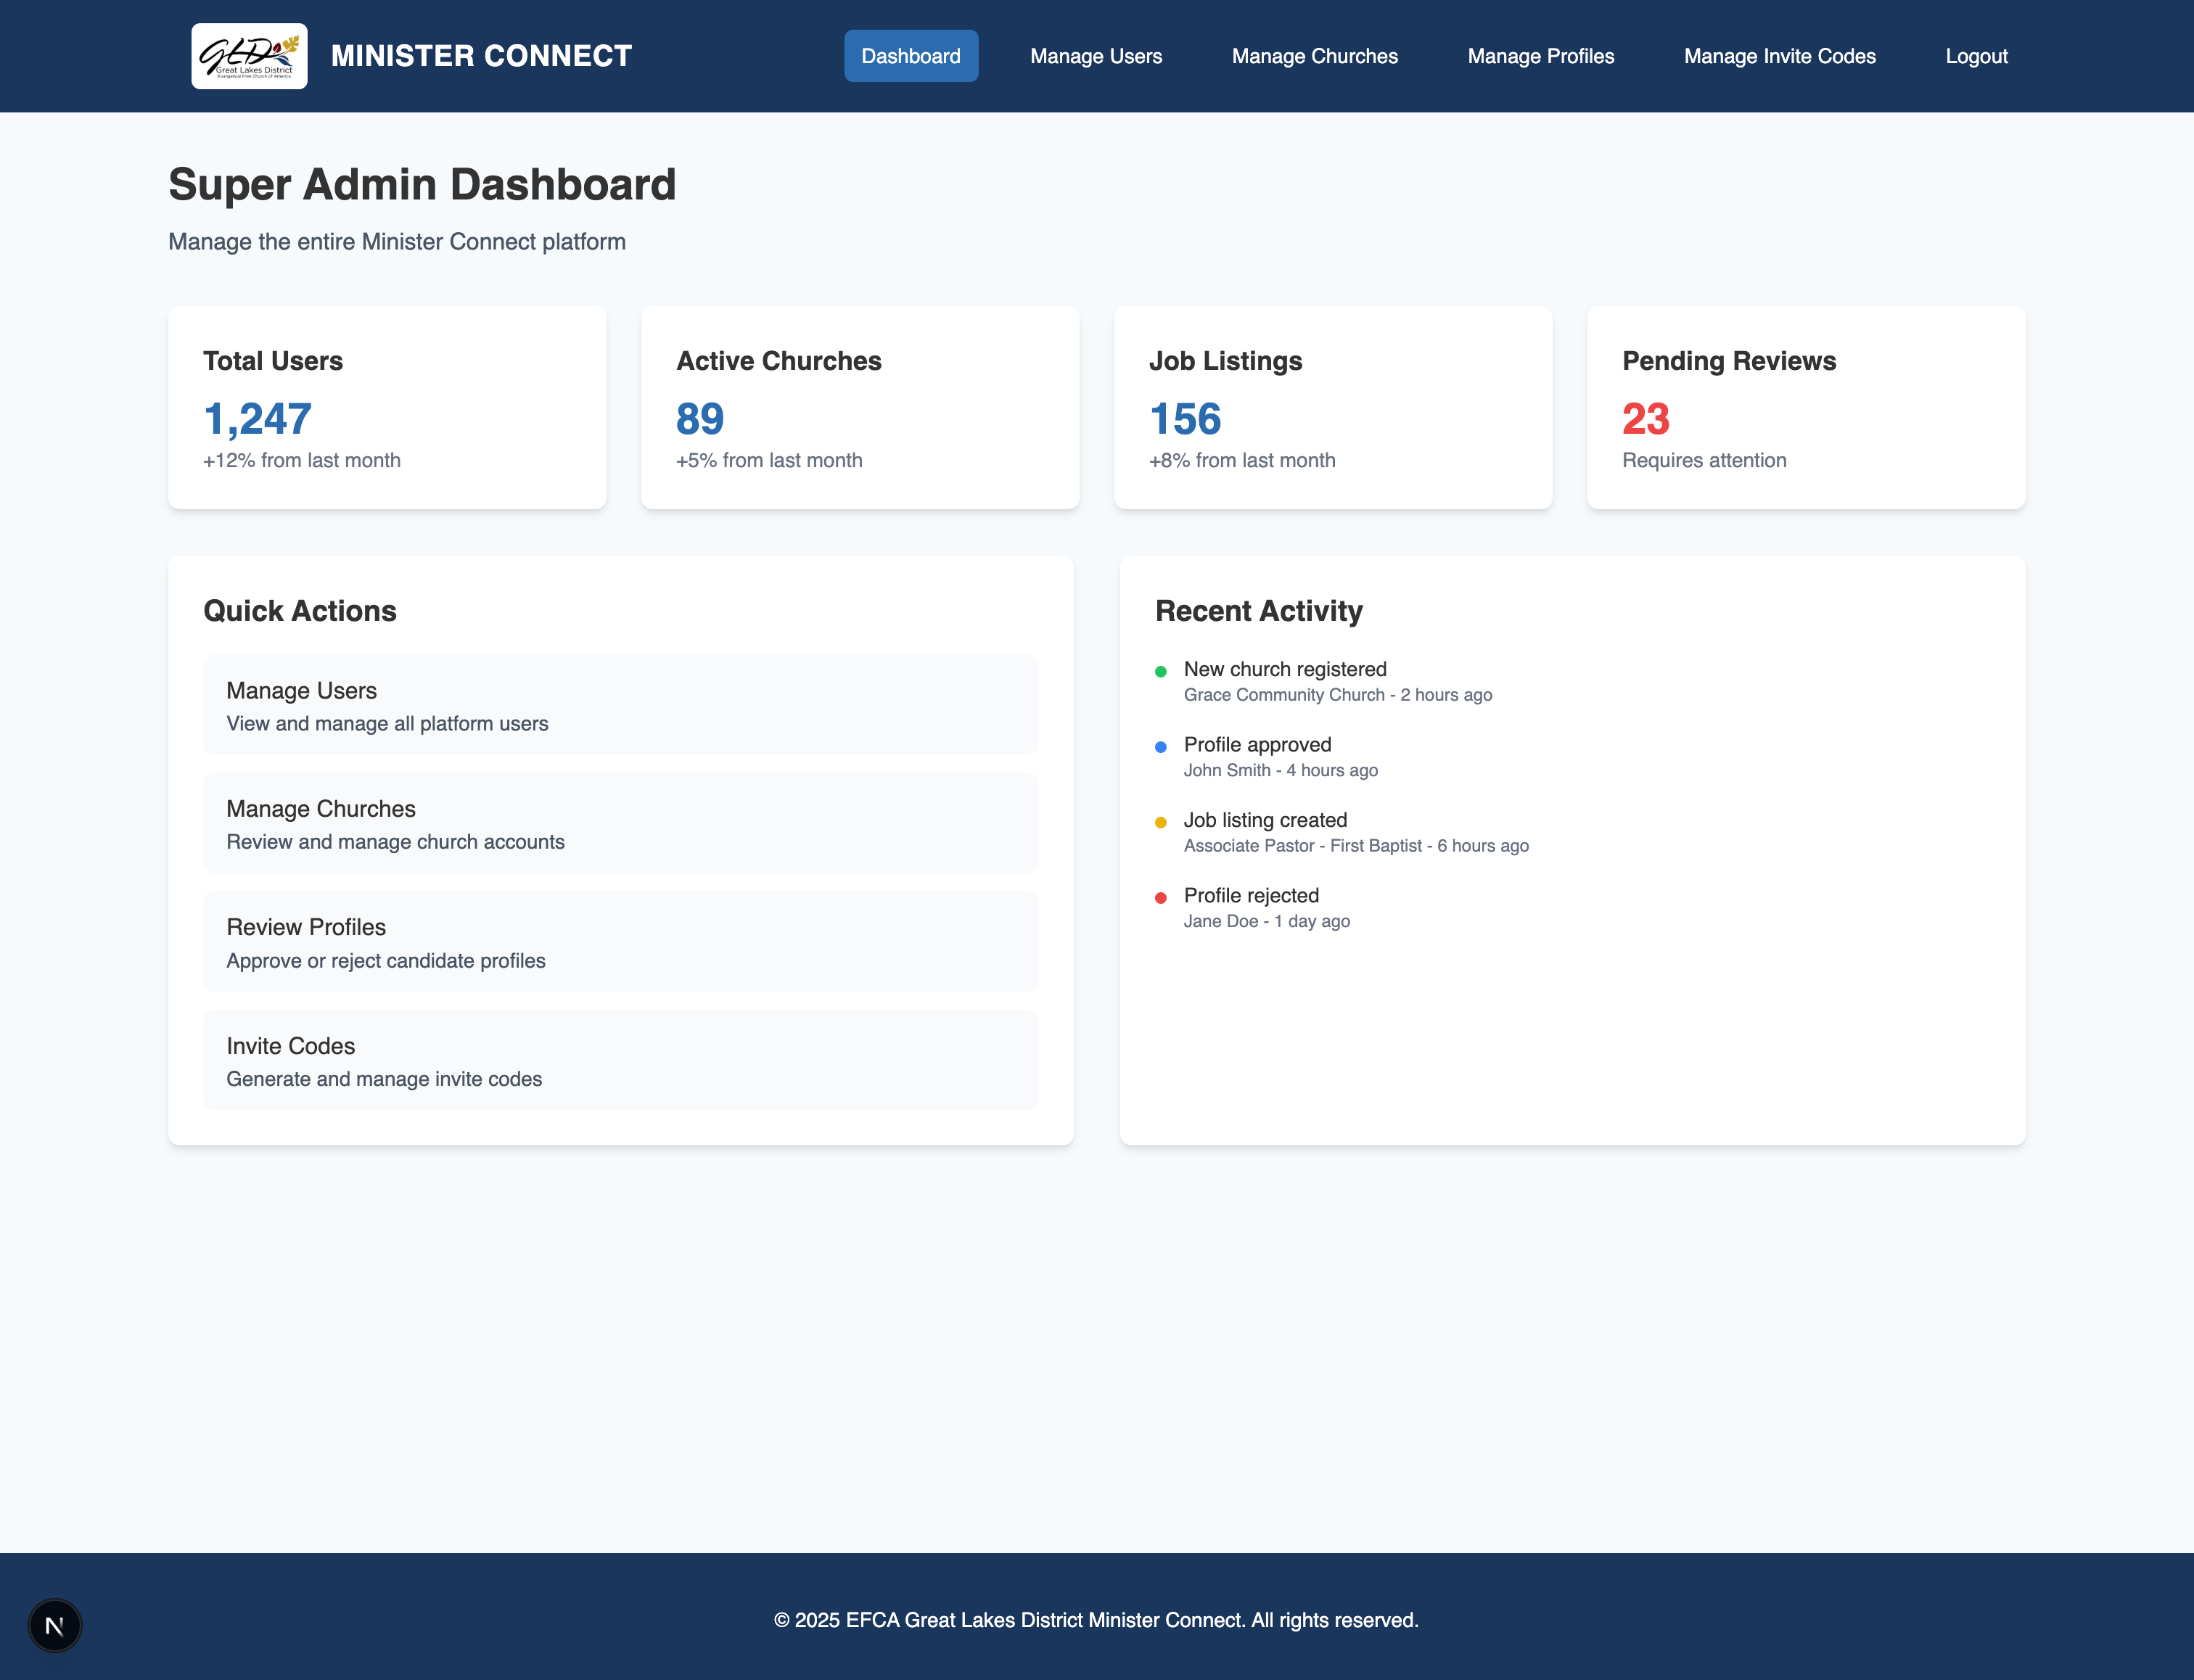 GLD
Great Lakes District
Evangelical Free Church of America
MINISTER CONNECT
Dashboard
Manage Users
Manage Churches
Manage Profiles
Manage Invite Codes
Logout
Super Admin Dashboard
Manage the entire Minister Connect platform
Total Users
1,247
+12% from last month
Active Churches
89
+5% from last month
Job Listings
156
+8% from last month
Pending Reviews
23
Requires attention
Quick Actions
Manage Users
View and manage all platform users
Manage Churches
Review and manage church accounts
Review Profiles
Approve or reject candidate profiles
Invite Codes
Generate and manage invite codes
Recent Activity
New church registered
Grace Community Church - 2 hours ago
Profile approved
John Smith - 4 hours ago
Job listing created
Associate Pastor - First Baptist - 6 hours ago
Profile rejected
Jane Doe - 1 day ago
N
© 2025 EFCA Great Lakes District Minister Connect. All rights reserved.